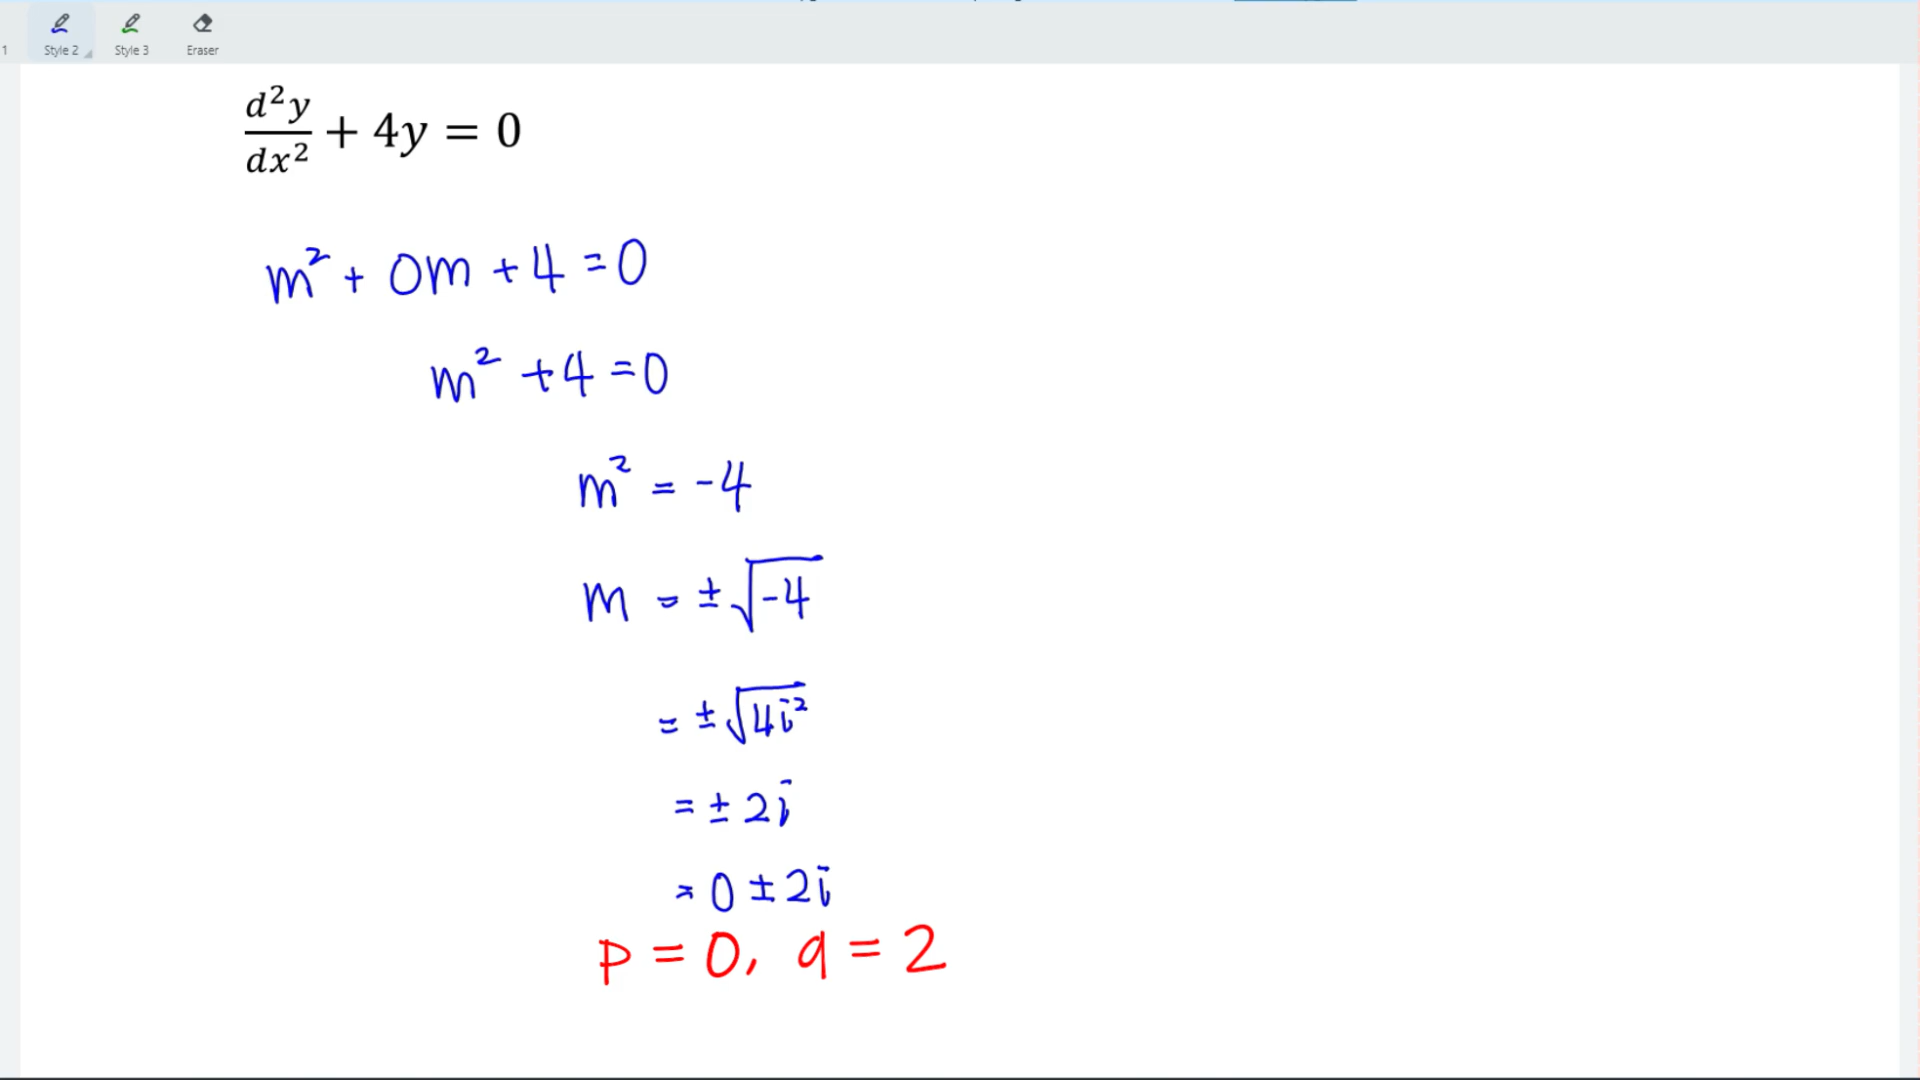 1 Style 2 Style 3 Eraser
d²y/dx² + 4y = 0
m² + 0m + 4 = 0
m² + 4 = 0
m² = -4
m = ±√-4
= ±√4i²
= ± 2i
= 0 ± 2i
p = 0, q = 2